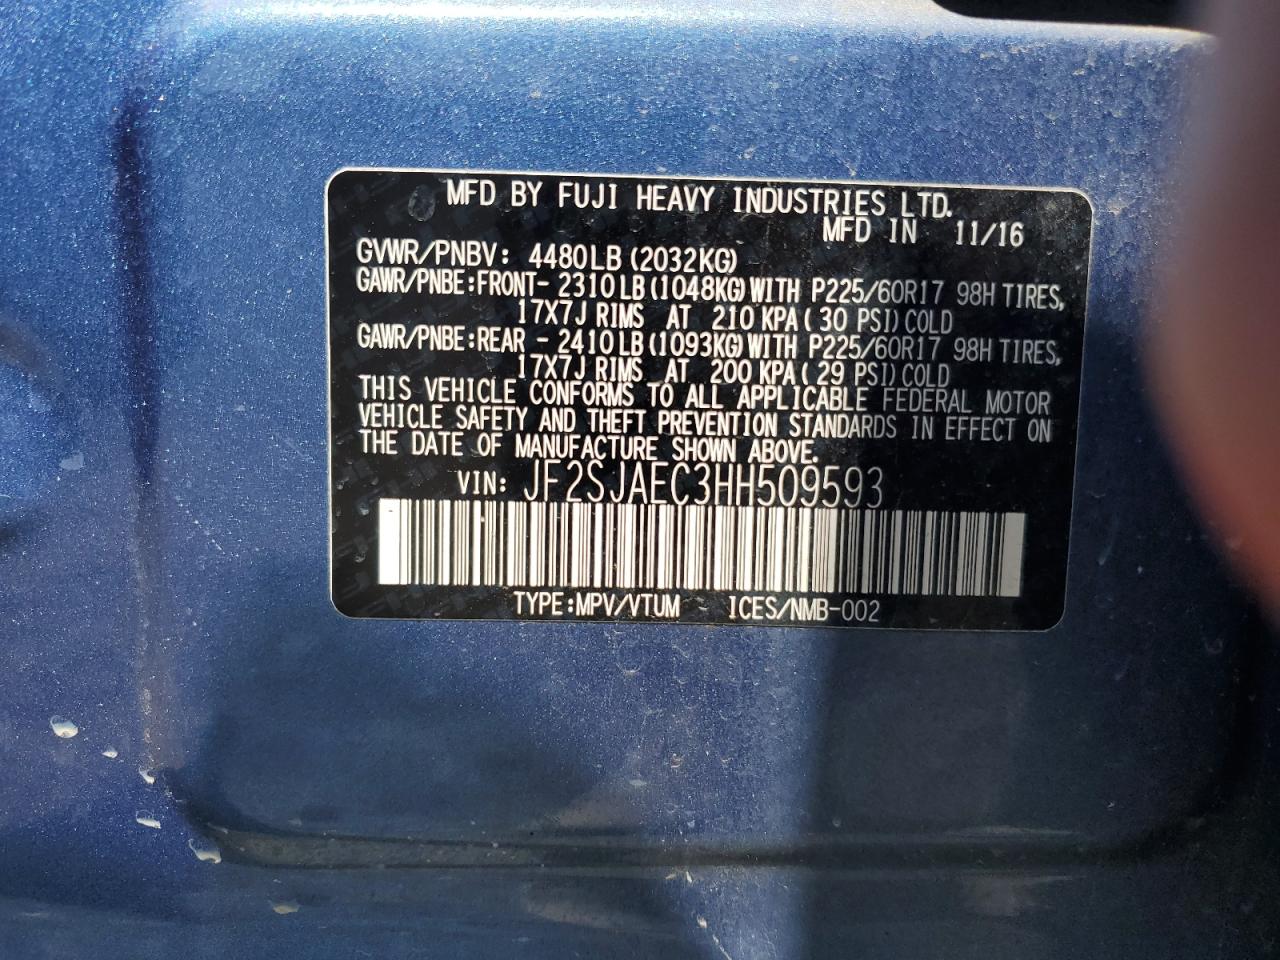 MFD BY FUJI HEAVY INDUSTRIES LTD.
MFD IN 11/16
GVWR/PNBV: 4480LB (2032KG)
GAWR/PNBE:FRONT- 2310LB(1048KG)WITH P225/60R17 98H TIRES,
17X7J RIMS AT 210 KPA(30 PSI)COLD
GAWR/PNBE:REAR - 2410LB(1093KG)WITH P225/60R17 98H TIRES,
17X7J RIMS AT 200 KPA(29 PSI)COLD
THIS VEHICLE CONFORMS TO ALL APPLICABLE FEDERAL MOTOR
VEHICLE SAFETY AND THEFT PREVENTION STANDARDS IN EFFECT ON
THE DATE OF MANUFACTURE SHOWN ABOVE.
VIN: JF2SJAEC3HH509593
TYPE:MPV/VTUM ICES/NMB-002